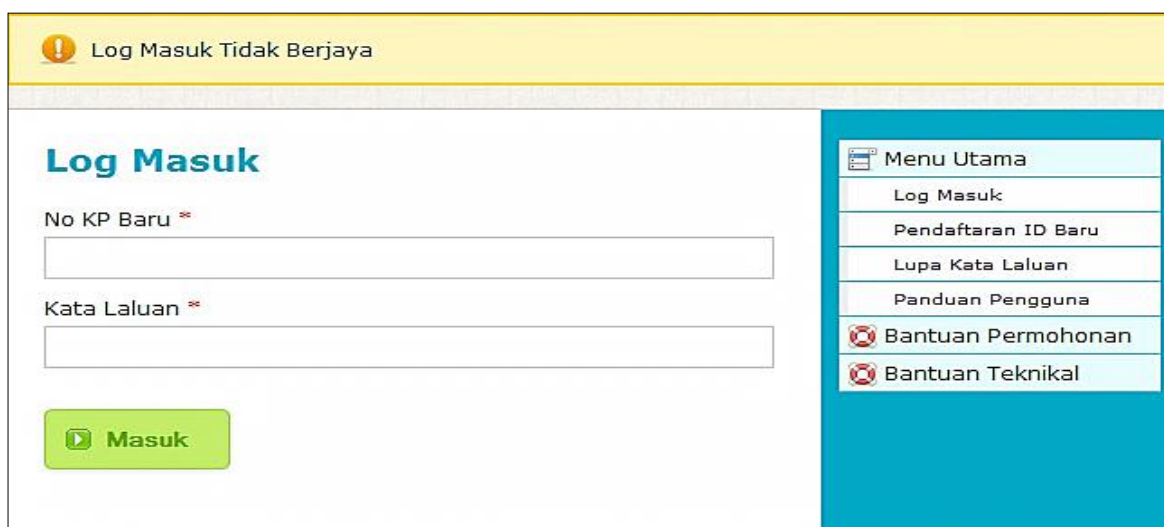 Log Masuk Tidak Berjaya
Log Masuk
No KP Baru *
Kata Laluan *
Masuk
Menu Utama
Log Masuk
Pendaftaran ID Baru
Lupa Kata Laluan
Panduan Pengguna
Bantuan Permohonan
Bantuan Teknikal